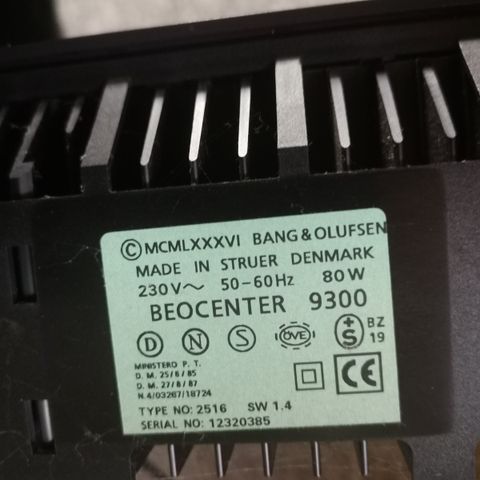 © MCMLXXXVI BANG & OLUFSEN
MADE IN STRUER DENMARK
230V~ 50-60Hz 80W
BEOCENTER 9300
D N S ÖVE +S BZ
19
MINISTERO P. T.
D. M. 25/6/85
D. M. 27/8/87
N.4/03267/18724
CE
TYPE NO: 2516 SW 1.4
SERIAL NO: 12320385